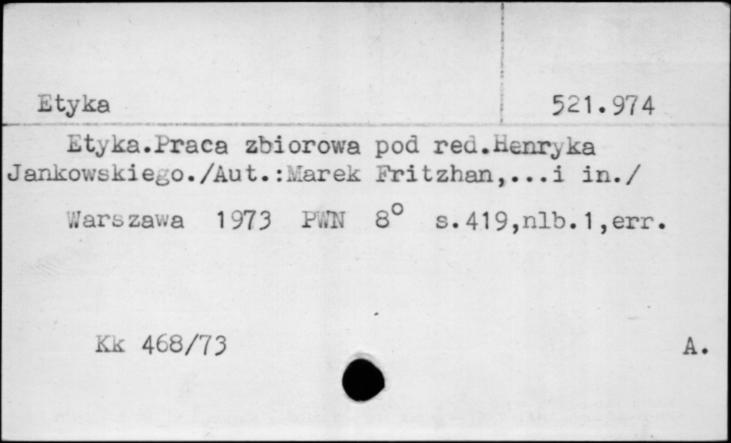 Etyka 521.974
Etyka.Praca zbiorowa pod red.Henryka
Jankowskiego./Aut.:Marek Fritzhan,...i in./
Warszawa 1973 PWN 8° s.419,nlb.1,err.
Kk 468/73 A.